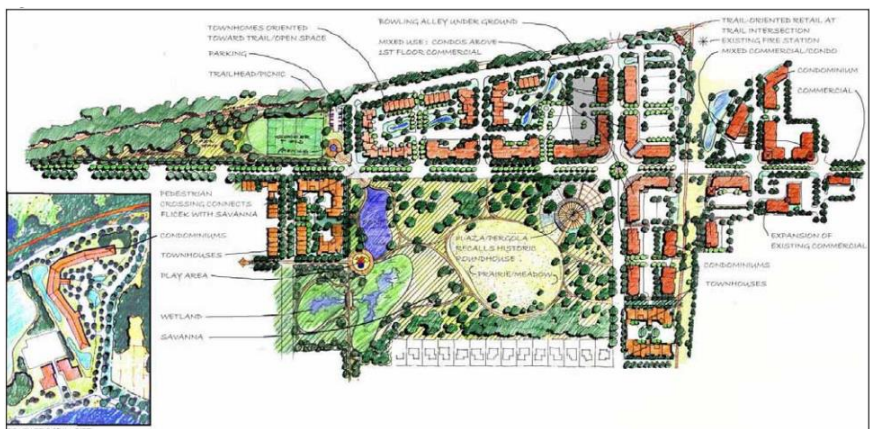 BOWLING ALLEY UNDER GROUND
TOWNHOMES ORIENTED
TOWARD TRAIL/OPEN SPACE
PARKING
TRAILHEAD/PICNIC
MIXED USE: CONDOS ABOVE
1ST FLOOR COMMERCIAL
TRAIL-ORIENTED RETAIL AT
TRAIL INTERSECTION
EXISTING FIRE STATION
MIXED COMMERCIAL/CONDO
CONDOMINIUM
COMMERCIAL
PEDESTRIAN
CROSSING CONNECTS
FLICEK WITH SAVANNA
CONDOMINIUMS
TOWNHOUSES
PLAY AREA
WETLAND
SAVANNA
PLAZA/PERGOLA
RECALLS HISTORIC
ROUNDHOUSE
PRAIRIE/MEADOW
EXPANSION OF
EXISTING COMMERCIAL
CONDOMINIUMS
TOWNHOUSES